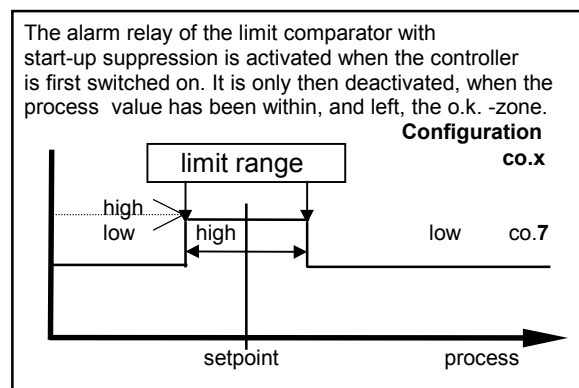 The alarm relay of the limit comparator with
start-up suppression is activated when the controller
is first switched on. It is only then deactivated, when the
process value has been within, and left, the o.k. -zone.
Configuration
limit range co.x
high
low high low co.7
setpoint process